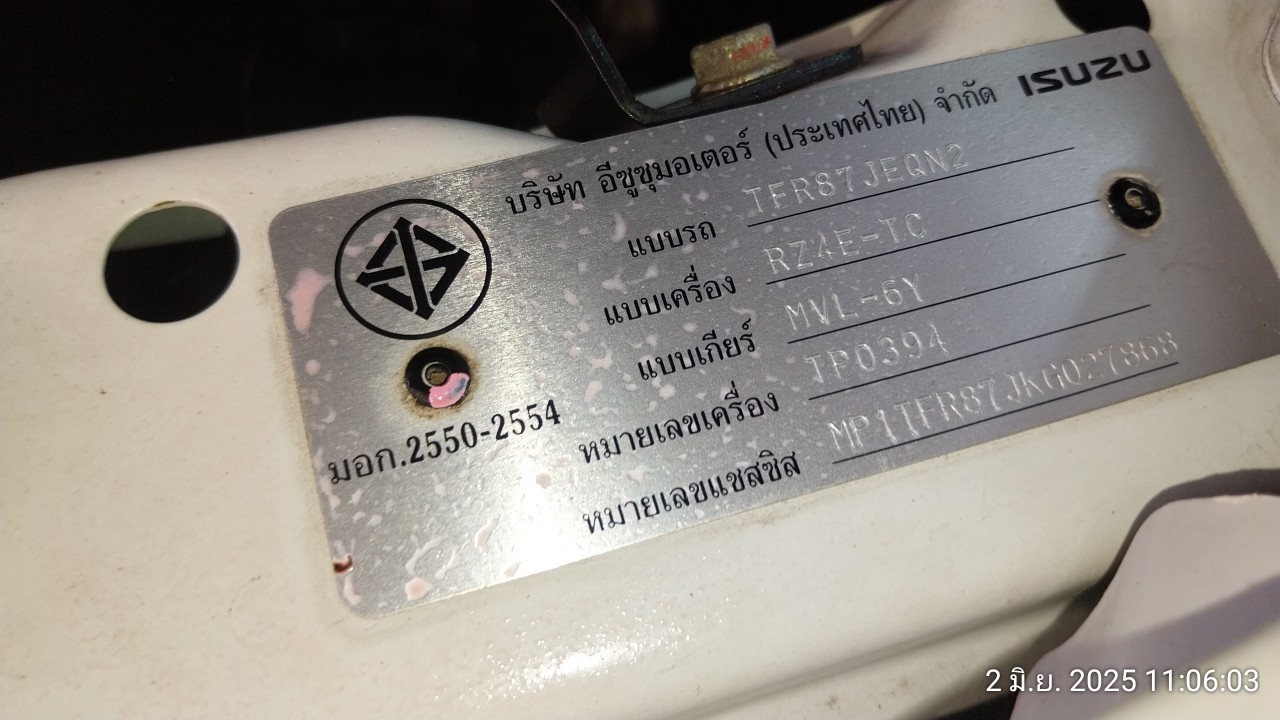 ISUZU
บริษัท อีซูซุมอเตอร์ (ประเทศไทย) จำกัด
แบบรถ TFR87JEQN2
แบบเครื่อง RZ4E-TC
แบบเกียร์ MVL-6Y
หมายเลขเครื่อง TP0394
หมายเลขแชสซิส MP1TFR87JKG027868
มอก.2550-2554
2 มิ.ย. 2025 11:06:03